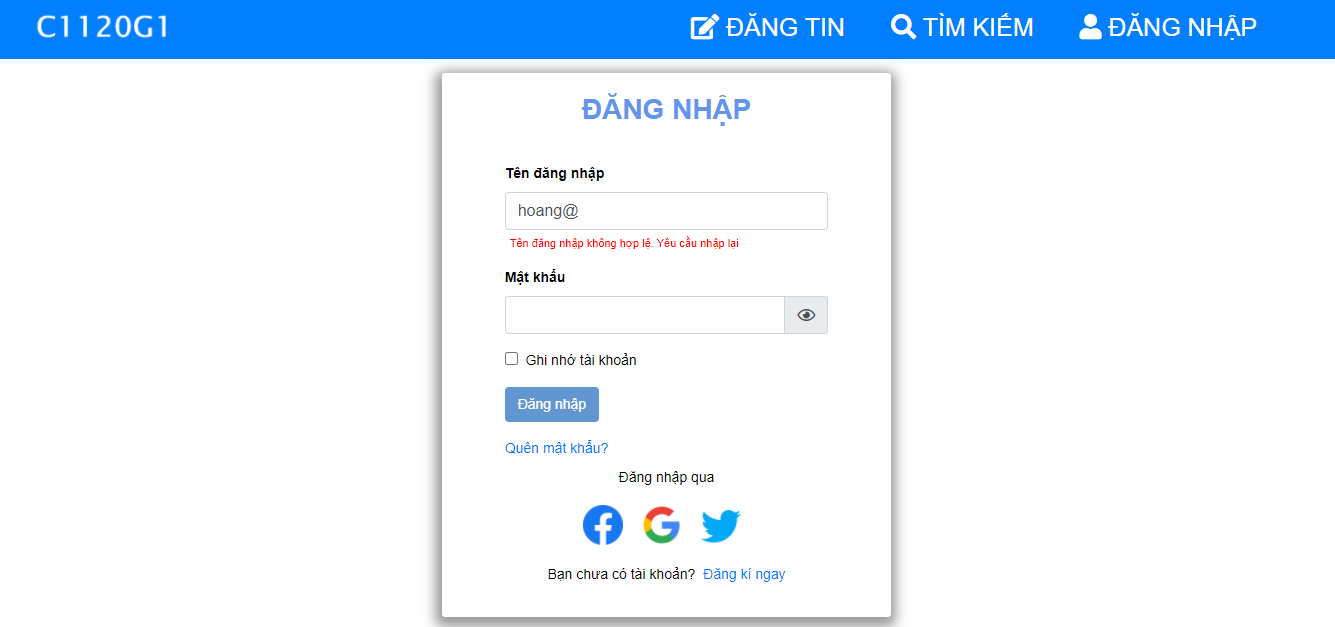 C1120G1
ĐĂNG TIN
TÌM KIẾM
ĐĂNG NHẬP
ĐĂNG NHẬP
Tên đăng nhập
hoang@
Tên đăng nhập không hợp lệ. Yêu cầu nhập lại
Mật khẩu
Ghi nhớ tài khoản
Đăng nhập
Quên mật khẩu?
Đăng nhập qua
Bạn chưa có tài khoản? Đăng kí ngay